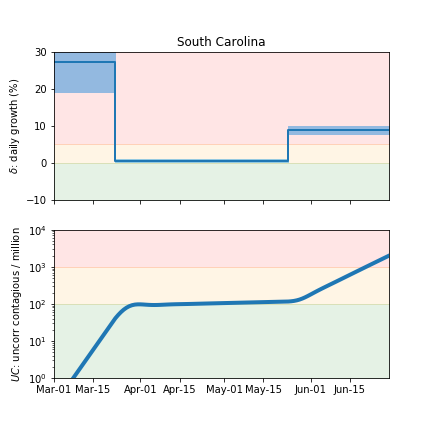 South Carolina
30
20
10
0
−10
δ: daily growth (%)
10⁴
10³
10²
10¹
10⁰
UC: uncorr contagious / million
Mar-01 Mar-15 Apr-01 Apr-15 May-01 May-15 Jun-01 Jun-15